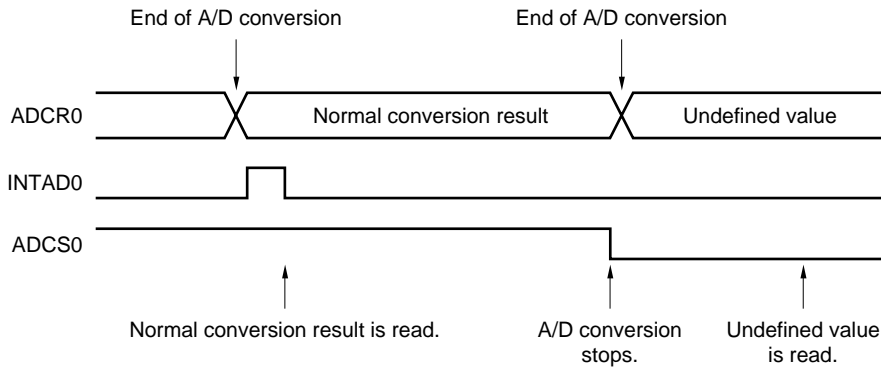 End of A/D conversion
End of A/D conversion
ADCR0
Normal conversion result
Undefined value
INTAD0
ADCS0
Normal conversion result is read.
A/D conversion
stops.
Undefined value
is read.